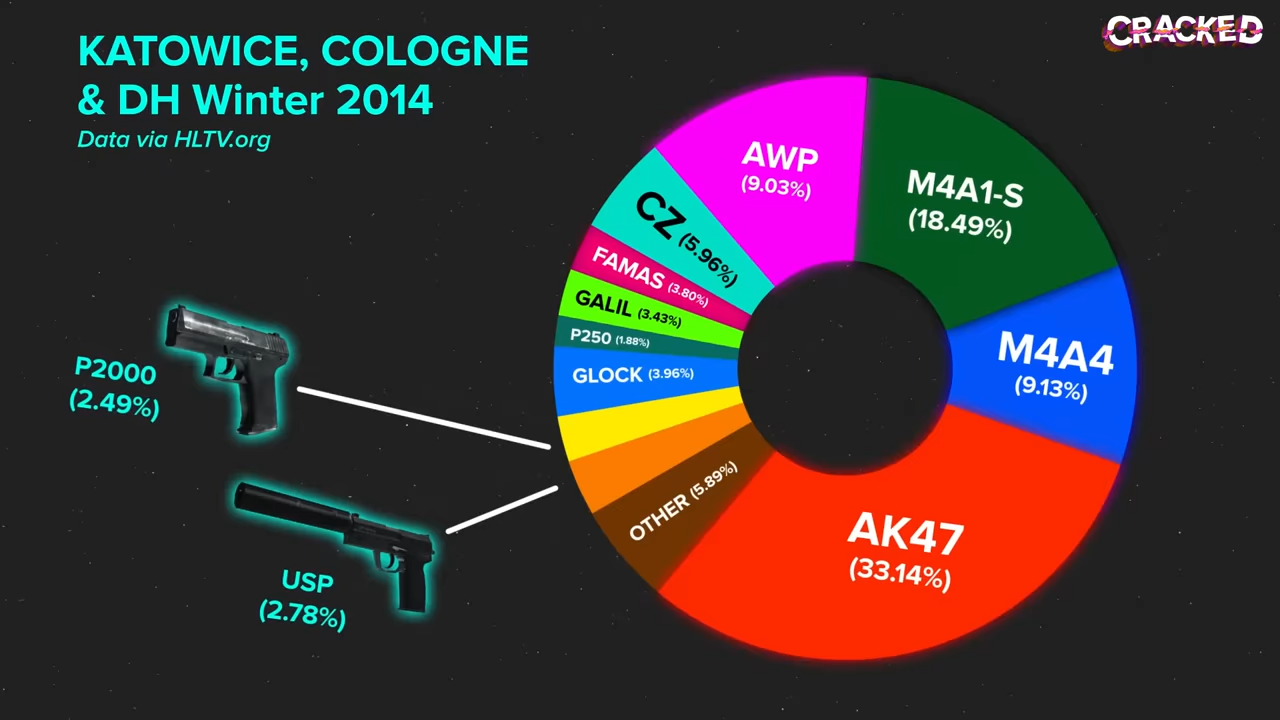 CRACKED
KATOWICE, COLOGNE
& DH Winter 2014
Data via HLTV.org
AWP
(9.03%)
M4A1-S
(18.49%)
CZ (5.96%)
FAMAS (3.80%)
GALIL (3.43%)
P250 (1.88%)
GLOCK (3.96%)
M4A4
(9.13%)
P2000
(2.49%)
OTHER (5.89%)
AK47
(33.14%)
USP
(2.78%)